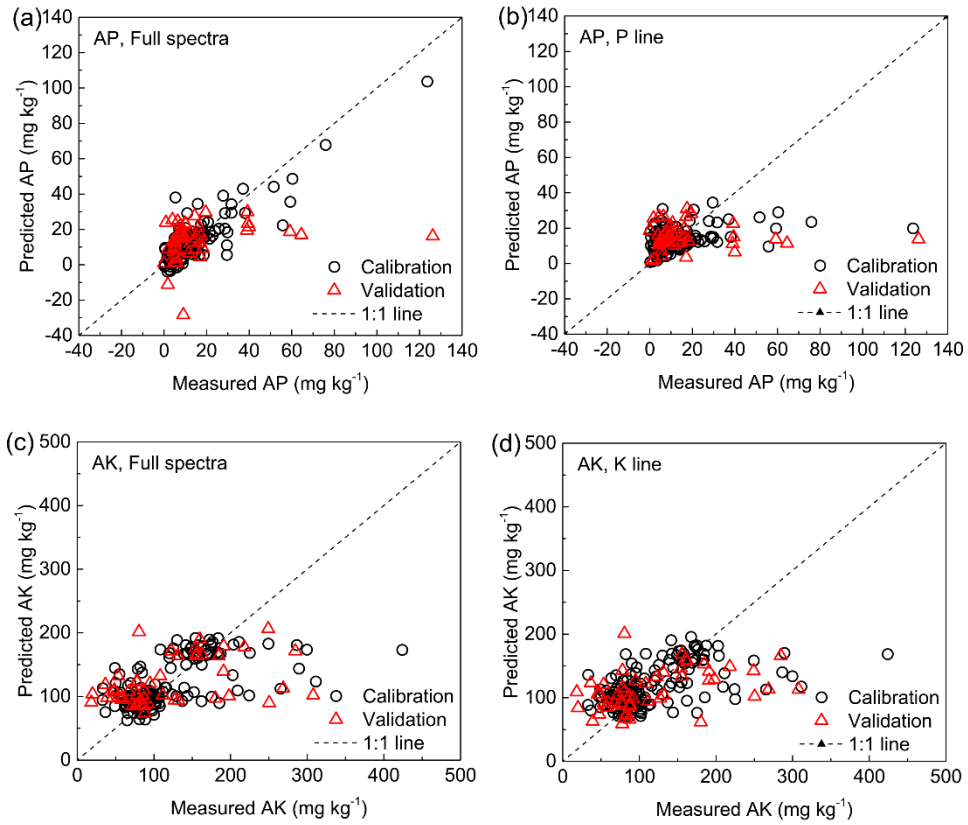 (a)
AP, Full spectra
Predicted AP (mg kg⁻¹)
140
120
100
80
60
40
20
0
-20
-40
-40 -20 0 20 40 60 80 100 120 140
Measured AP (mg kg⁻¹)
Calibration
Validation
1:1 line
(b)
AP, P line
Predicted AP (mg kg⁻¹)
140
120
100
80
60
40
20
0
-20
-40
-40 -20 0 20 40 60 80 100 120 140
Measured AP (mg kg⁻¹)
Calibration
Validation
1:1 line
(c)
AK, Full spectra
Predicted AK (mg kg⁻¹)
500
400
300
200
100
0
0 100 200 300 400 500
Measured AK (mg kg⁻¹)
Calibration
Validation
1:1 line
(d)
AK, K line
Predicted AK (mg kg⁻¹)
500
400
300
200
100
0
0 100 200 300 400 500
Measured AK (mg kg⁻¹)
Calibration
Validation
1:1 line